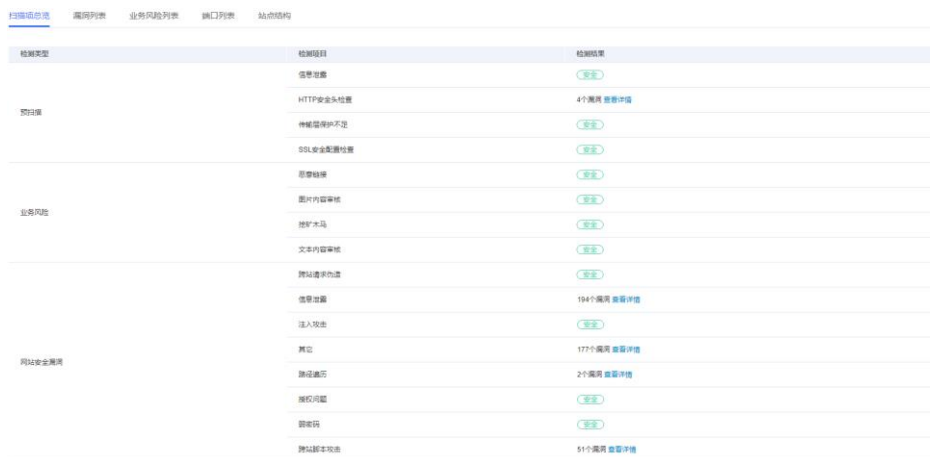 扫描项总览 漏洞列表 业务风险列表 端口列表 站点结构
检测类型 检测项目 检测结果
预扫描
信息泄露 安全
HTTP安全头检查 4个漏洞 查看详情
传输层保护不足 安全
SSL安全配置检查 安全
业务风险
恶意链接 安全
图片内容审核 安全
挖矿木马 安全
文本内容审核 安全
网站安全漏洞
跨站请求伪造 安全
信息泄露 194个漏洞 查看详情
注入攻击 安全
其它 177个漏洞 查看详情
路径遍历 2个漏洞 查看详情
授权问题 安全
弱密码 安全
跨站脚本攻击 51个漏洞 查看详情